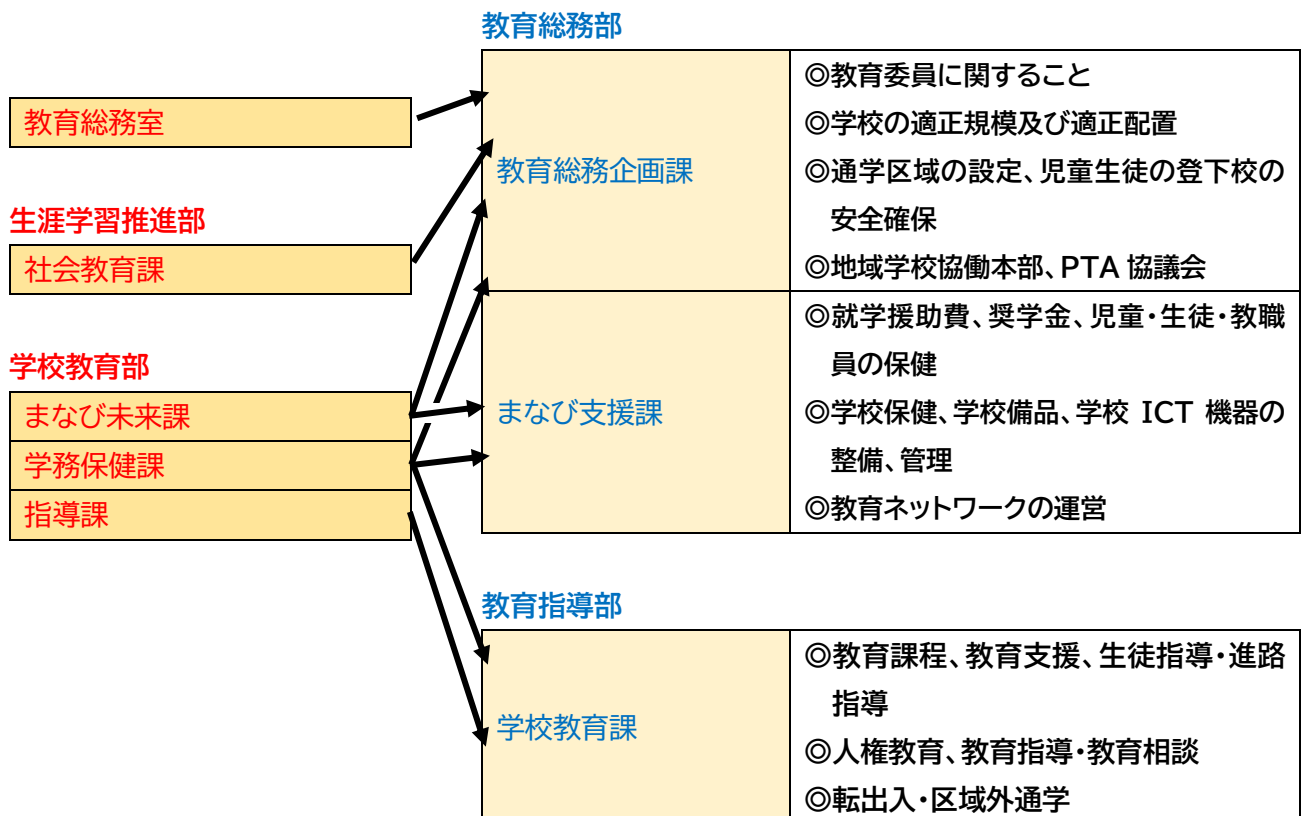 教育総務室
生涯学習推進部
社会教育課
学校教育部
まなび未来課
学務保健課
指導課
教育総務部
教育総務企画課
◎教育委員に関すること
◎学校の適正規模及び適正配置
◎通学区域の設定、児童生徒の登下校の
安全確保
◎地域学校協働本部、PTA 協議会
まなび支援課
◎就学援助費、奨学金、児童・生徒・教職
員の保健
◎学校保健、学校備品、学校 ICT 機器の
整備、管理
◎教育ネットワークの運営
教育指導部
学校教育課
◎教育課程、教育支援、生徒指導・進路
指導
◎人権教育、教育指導・教育相談
◎転出入・区域外通学